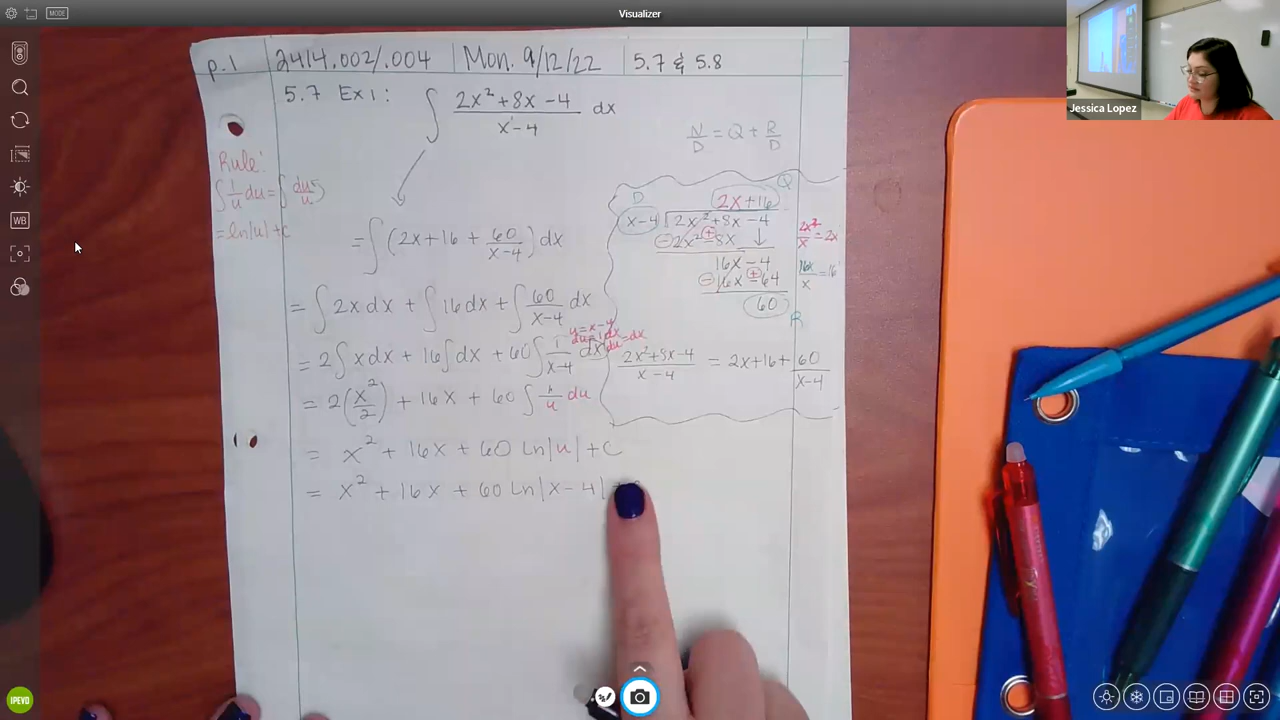 Visualizer
MODE
Jessica Lopez
p.1 2414.002/.004 Mon. 9/12/22 5.7 & 5.8
5.7 Ex1: ∫ (2x²+8x-4)/(x-4) dx
N/D = Q + R/D
Rule:
∫ 1/u du = ∫ du/u
= ln|u|+C
= ∫ (2x+16+60/(x-4)) dx
= ∫ 2x dx + ∫ 16 dx + ∫ 60/(x-4) dx
u=x-4
du=1dx
du=dx
= 2∫ x dx + 16∫ dx + 60∫ 1/(x-4) dx
= 2(x²/2) + 16x + 60 ∫ 1/u du
= x² + 16x + 60 Ln|u| + C
= x² + 16x + 60 Ln|x-4|
Q
D 2x+16
x-4 2x²+8x-4
2x²-8x
16x-4
16x-64
60
R
2x²/x = 2x
16x/x = 16
(2x²+8x-4)/(x-4) = 2x+16+60/(x-4)
WB
IPEVO